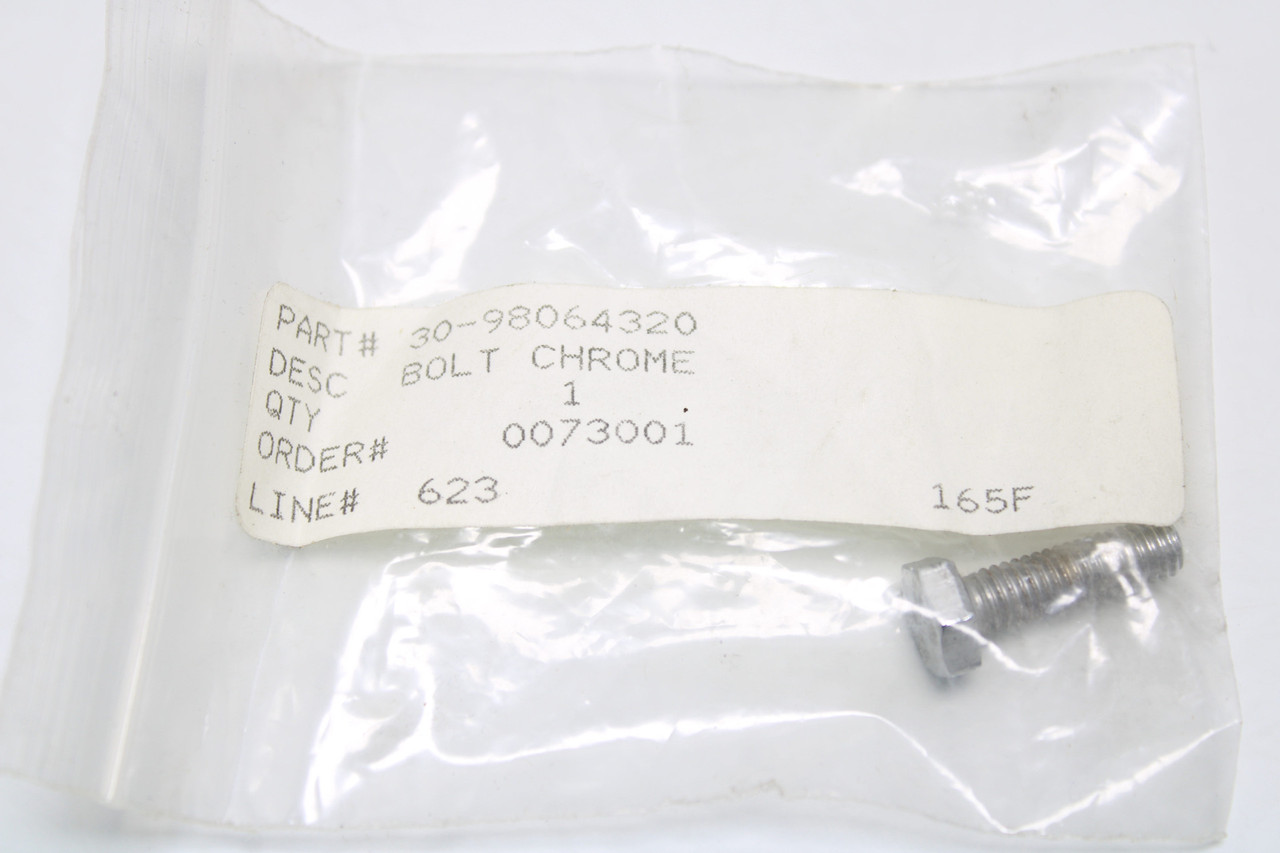 PART# 30-98064320
DESC BOLT CHROME
QTY 1
ORDER# 0073001
LINE# 623 165F